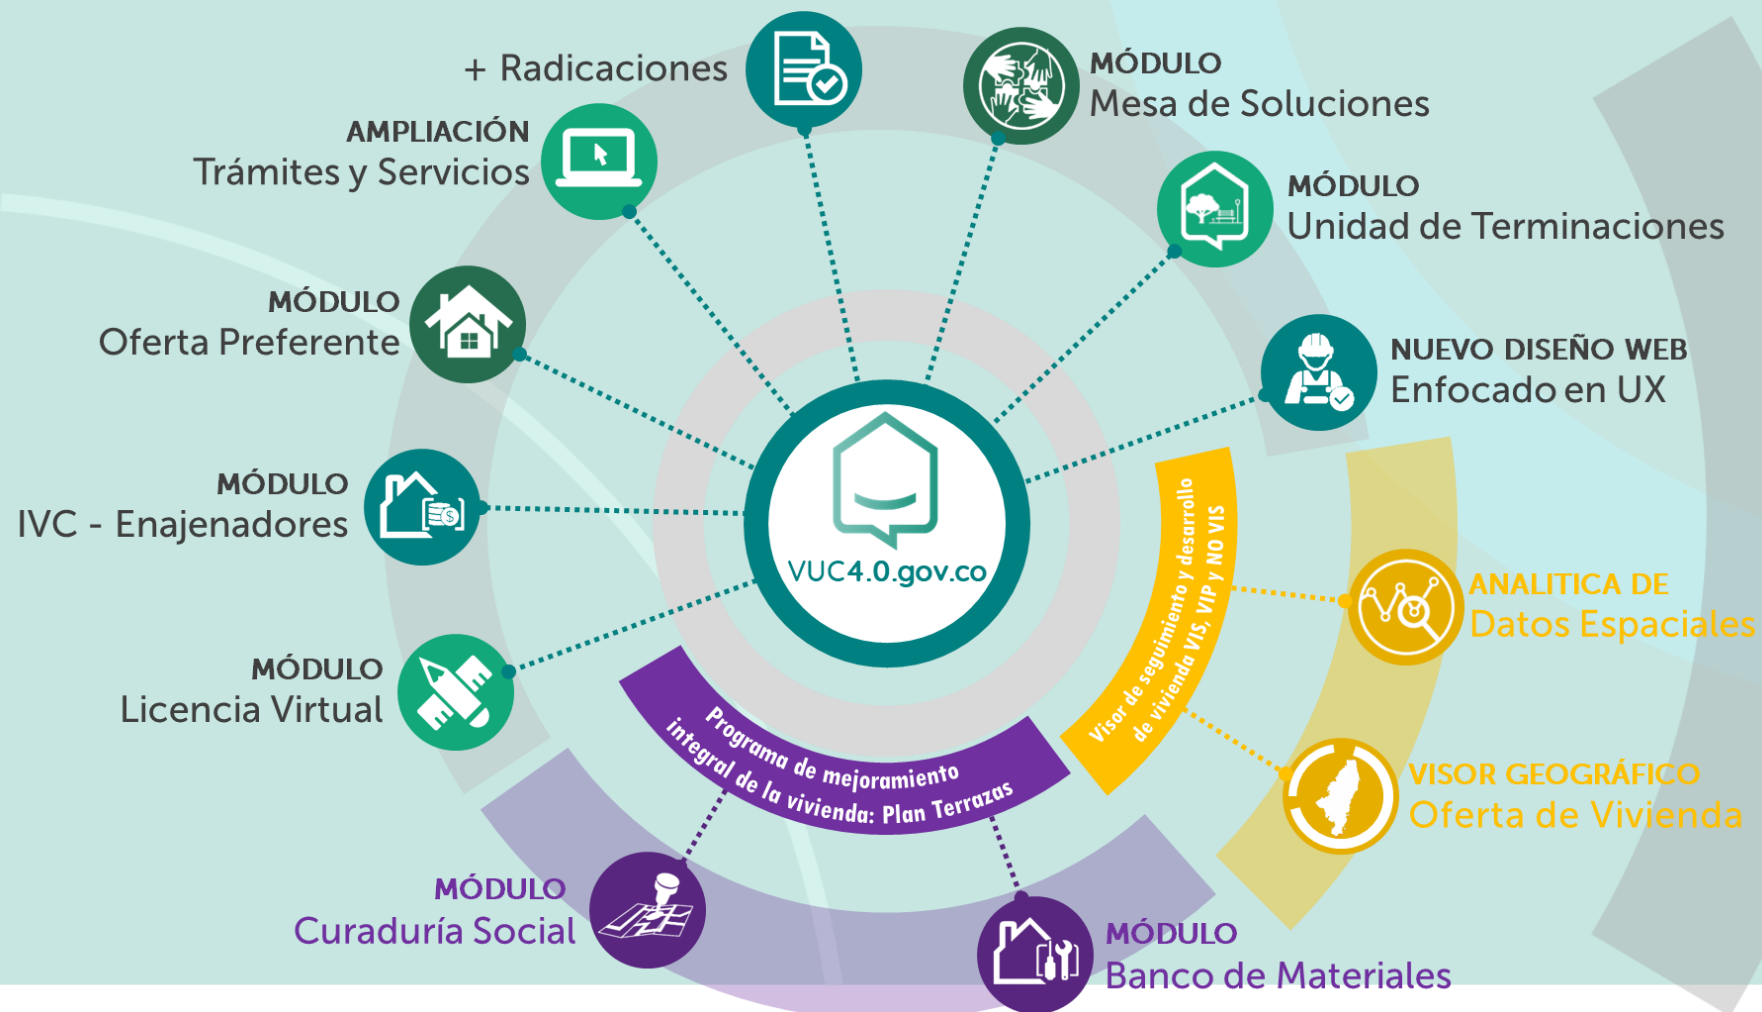 + Radicaciones
MÓDULO
Mesa de Soluciones
AMPLIACIÓN
Trámites y Servicios
MÓDULO
Unidad de Terminaciones
MÓDULO
Oferta Preferente
NUEVO DISEÑO WEB
Enfocado en UX
MÓDULO
IVC - Enajenadores
VUC4.0.gov.co
Visor de seguimiento y desarrollo
de vivienda VIS, VIP y NO VIS
ANALITICA DE
Datos Espaciales
MÓDULO
Licencia Virtual
Programa de mejoramiento
integral de la vivienda: Plan Terrazas
VISOR GEOGRÁFICO
Oferta de Vivienda
MÓDULO
Curaduría Social
MÓDULO
Banco de Materiales